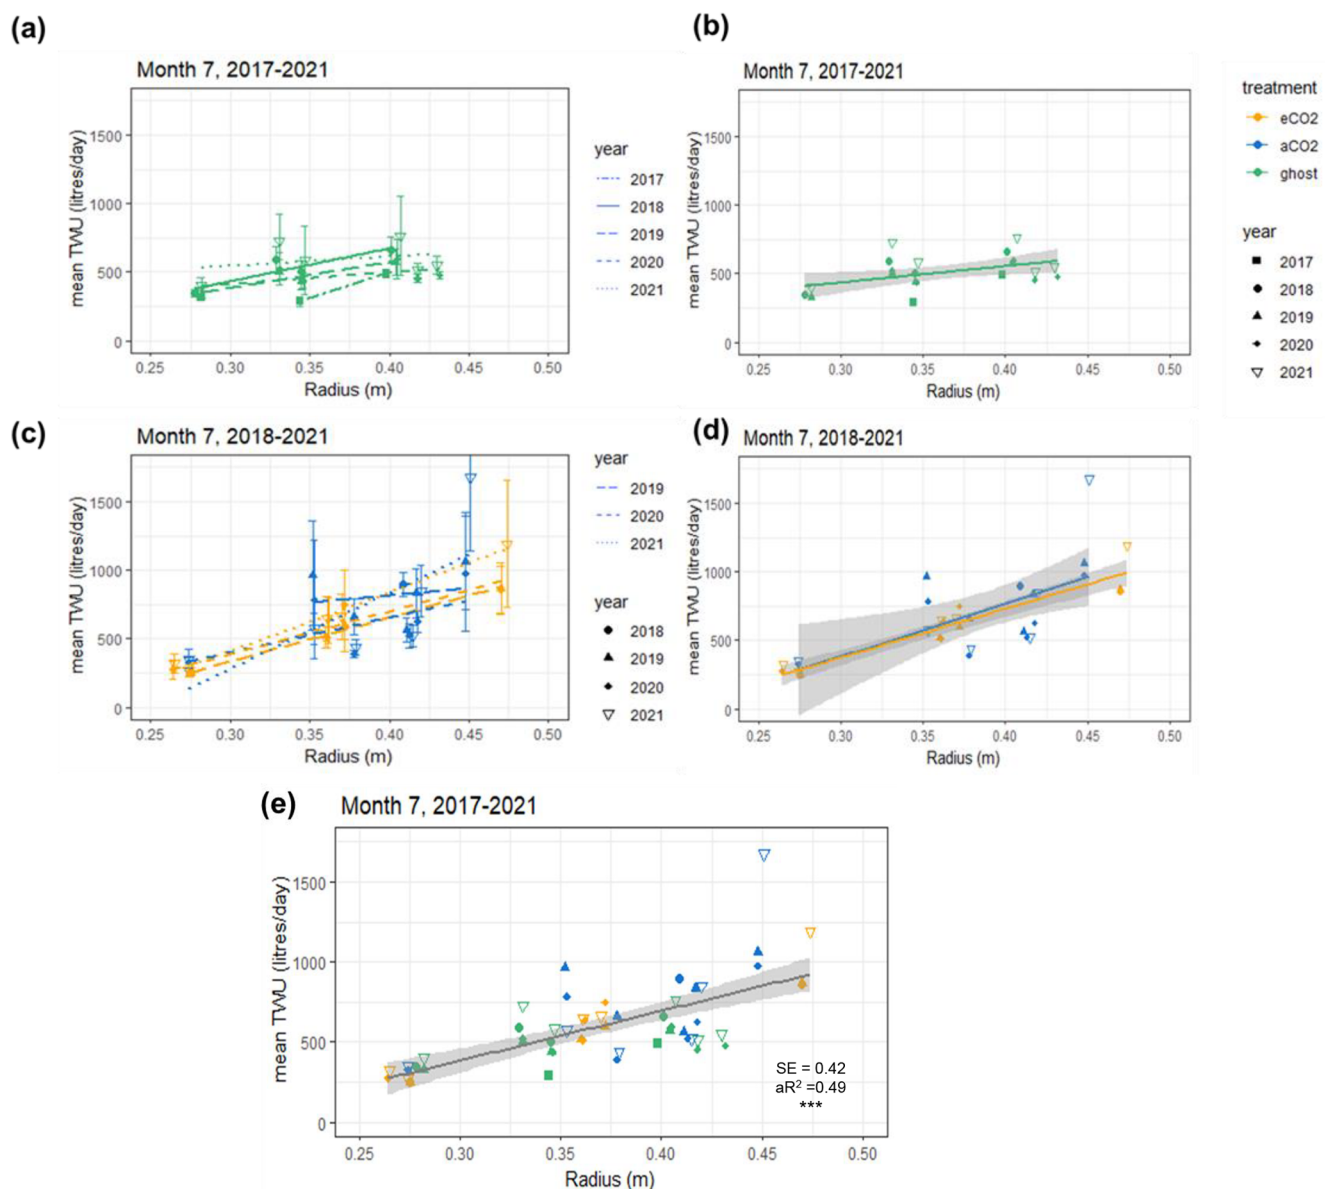 (a)
Month 7, 2017-2021
mean TWU (litres/day)
1500
1000
500
0
0.25 0.30 0.35 0.40 0.45 0.50
Radius (m)
year
2017
2018
2019
2020
2021
(b)
Month 7, 2017-2021
mean TWU (litres/day)
1500
1000
500
0
0.25 0.30 0.35 0.40 0.45 0.50
Radius (m)
treatment
eCO2
aCO2
ghost
year
2017
2018
2019
2020
2021
(c)
Month 7, 2018-2021
mean TWU (litres/day)
1500
1000
500
0
0.25 0.30 0.35 0.40 0.45 0.50
Radius (m)
year
2019
2020
2021
year
2018
2019
2020
2021
(d)
Month 7, 2018-2021
mean TWU (litres/day)
1500
1000
500
0
0.25 0.30 0.35 0.40 0.45 0.50
Radius (m)
(e)
Month 7, 2017-2021
mean TWU (litres/day)
1500
1000
500
0
0.25 0.30 0.35 0.40 0.45 0.50
Radius (m)
SE = 0.42
aR² =0.49
***